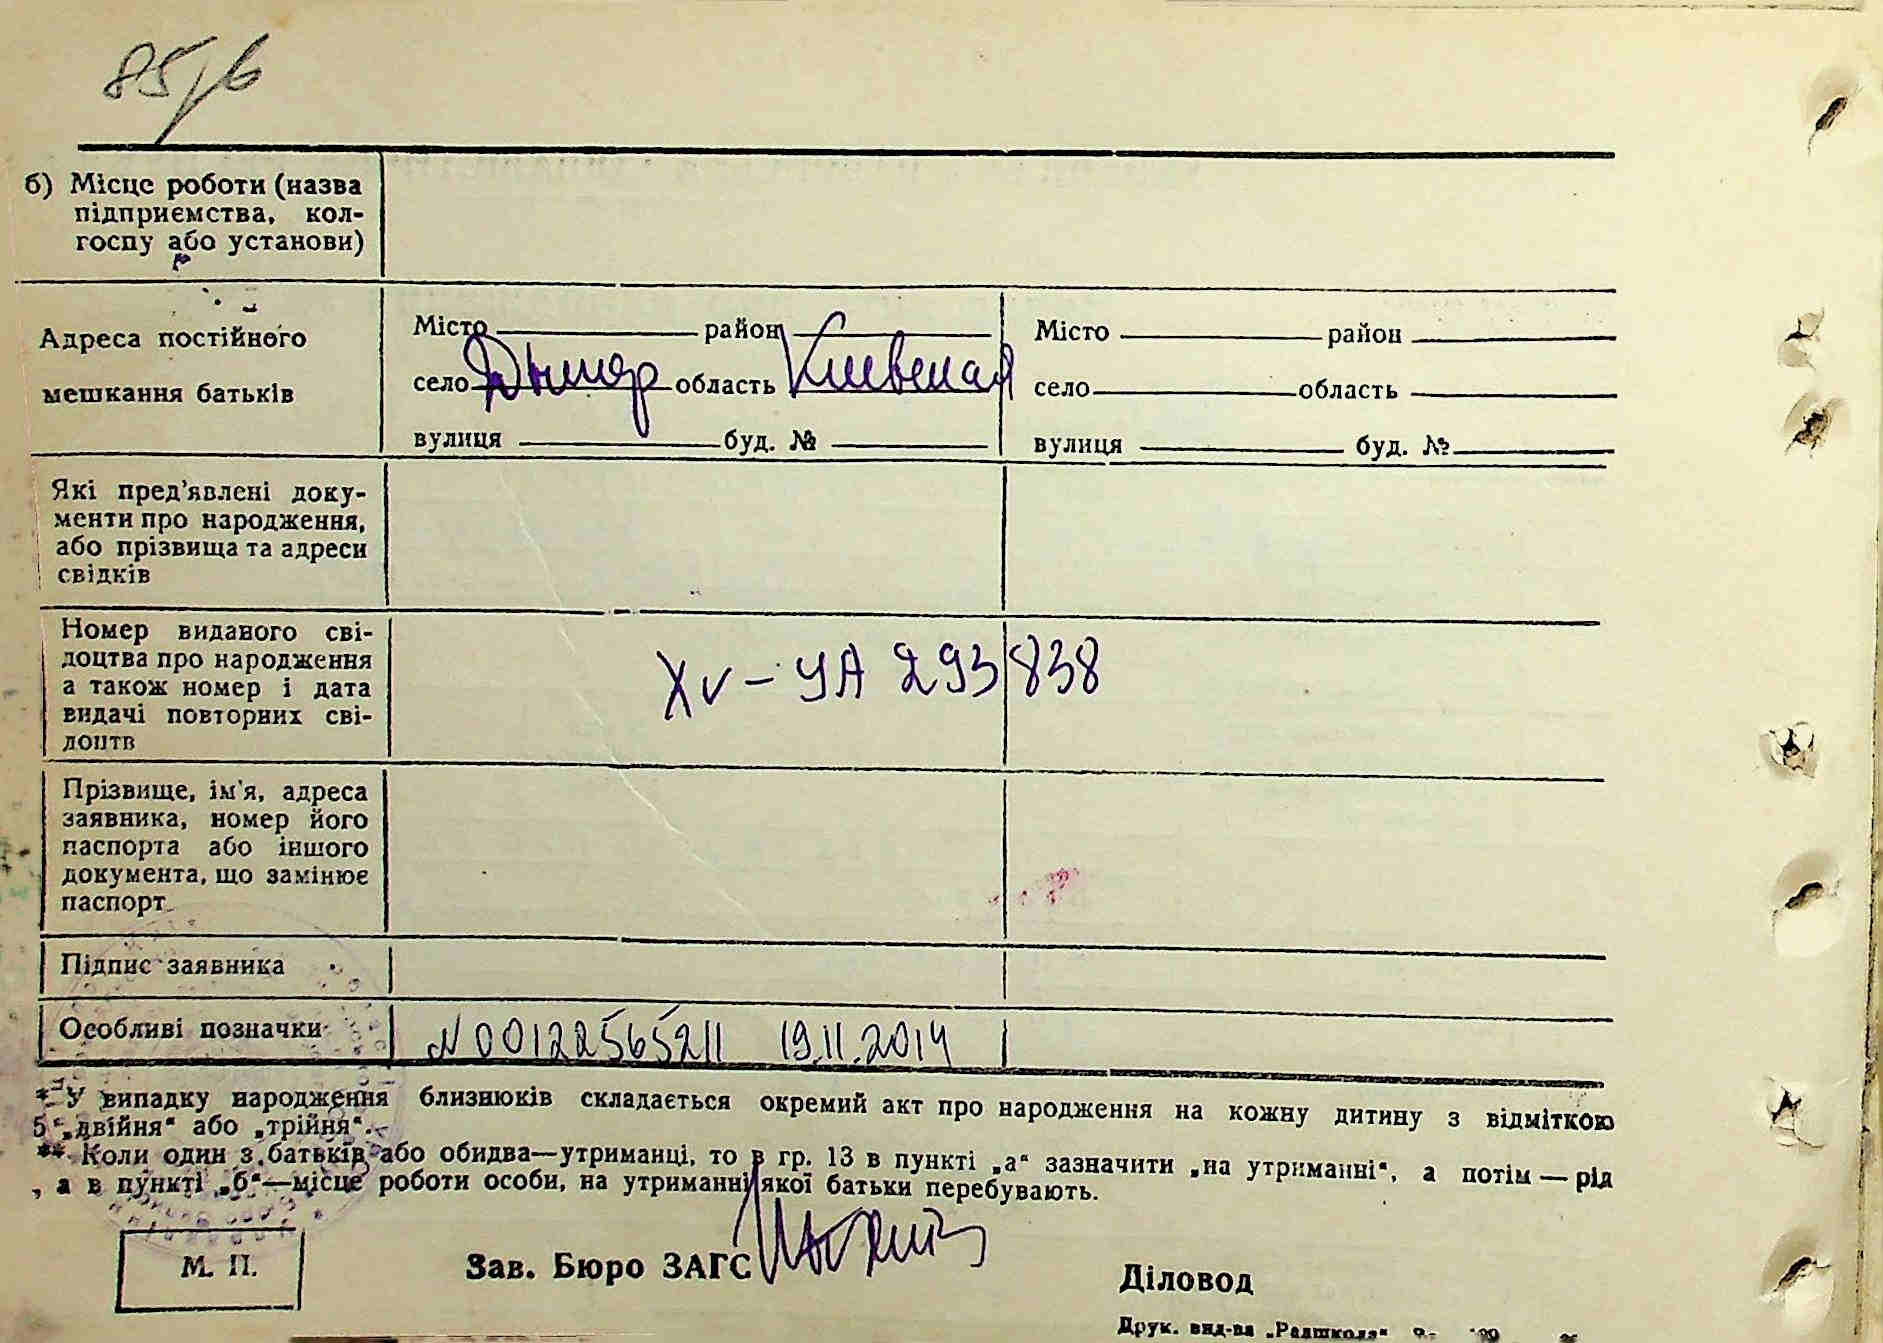 85/6
б) Місце роботи (назва
підприємства, кол-
госпу або установи)
Адреса постійного
мешкання батьків
Місто район
село Дымер область Киевская
вулиця буд. №
Місто район
село область
вулиця буд. №
Які пред'явлені доку-
менти про народження,
або прізвища та адреси
свідків
Номер виданого сві-
доцтва про народження
а також номер і дата
видачі повторних сві-
доцтв
XV – УА 293838
Прізвище, ім'я, адреса
заявника, номер його
паспорта або іншого
документа, що замінює
паспорт
Підпис заявника
Особливі позначки
N 00122565211 19.11.2014
* У випадку народження близнюків складається окремий акт про народження на кожну дитину з відміткою
„двійня“ або „трійня“.
** Коли один з батьків або обидва—утриманці, то в гр. 13 в пункті „а“ зазначити „на утриманні“, а потім — рід
, а в пункті „б“—місце роботи особи, на утриманні якої батьки перебувають.
М. П.
Зав. Бюро ЗАГС
Діловод
Друк. вид-ва „Радшкола“